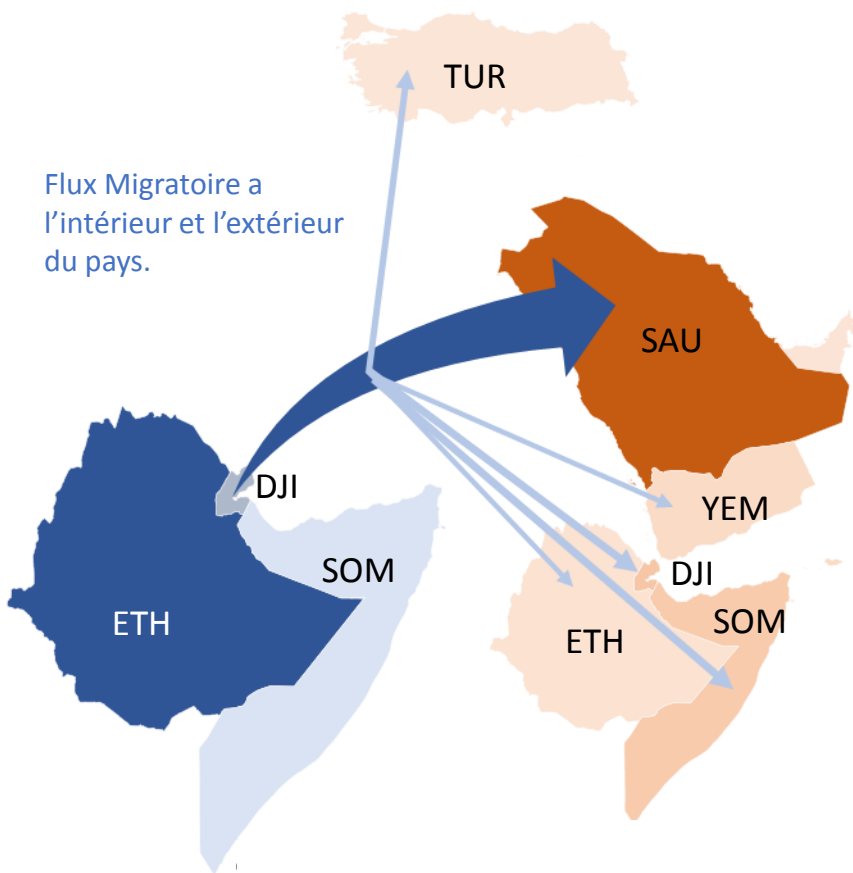 TUR
Flux Migratoire a
l’intérieur et l’extérieur
du pays.
SAU
DJI
YEM
SOM
DJI
ETH
SOM
ETH